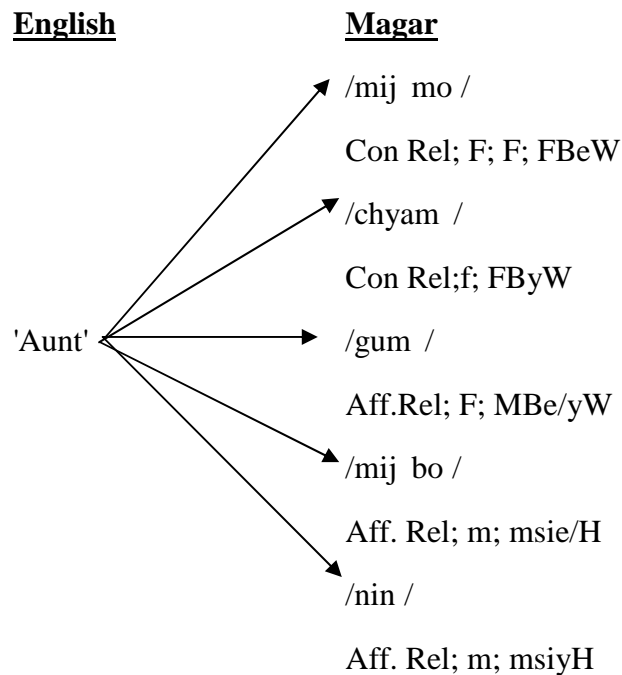 English Magar
/mij mo /
Con Rel; F; F; FBeW
/chyam /
Con Rel;f; FByW
'Aunt' /gum /
Aff.Rel; F; MBe/yW
/mij bo /
Aff. Rel; m; msie/H
/nin /
Aff. Rel; m; msiyH